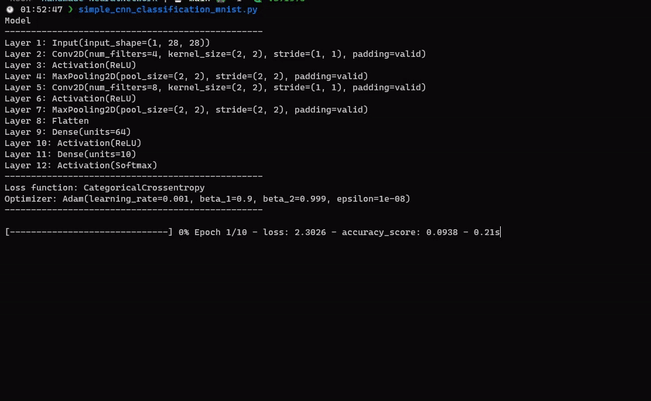 01:52:47 ❯ simple_cnn_classification_mnist.py
Model
-------------------------------------------------
Layer 1: Input(input_shape=(1, 28, 28))
Layer 2: Conv2D(num_filters=4, kernel_size=(2, 2), stride=(1, 1), padding=valid)
Layer 3: Activation(ReLU)
Layer 4: MaxPooling2D(pool_size=(2, 2), stride=(2, 2), padding=valid)
Layer 5: Conv2D(num_filters=8, kernel_size=(2, 2), stride=(1, 1), padding=valid)
Layer 6: Activation(ReLU)
Layer 7: MaxPooling2D(pool_size=(2, 2), stride=(2, 2), padding=valid)
Layer 8: Flatten
Layer 9: Dense(units=64)
Layer 10: Activation(ReLU)
Layer 11: Dense(units=10)
Layer 12: Activation(Softmax)
-------------------------------------------------
Loss function: CategoricalCrossentropy
Optimizer: Adam(learning_rate=0.001, beta_1=0.9, beta_2=0.999, epsilon=1e-08)
-------------------------------------------------
[------------------------------] 0% Epoch 1/10 - loss: 2.3026 - accuracy_score: 0.0938 - 0.21s